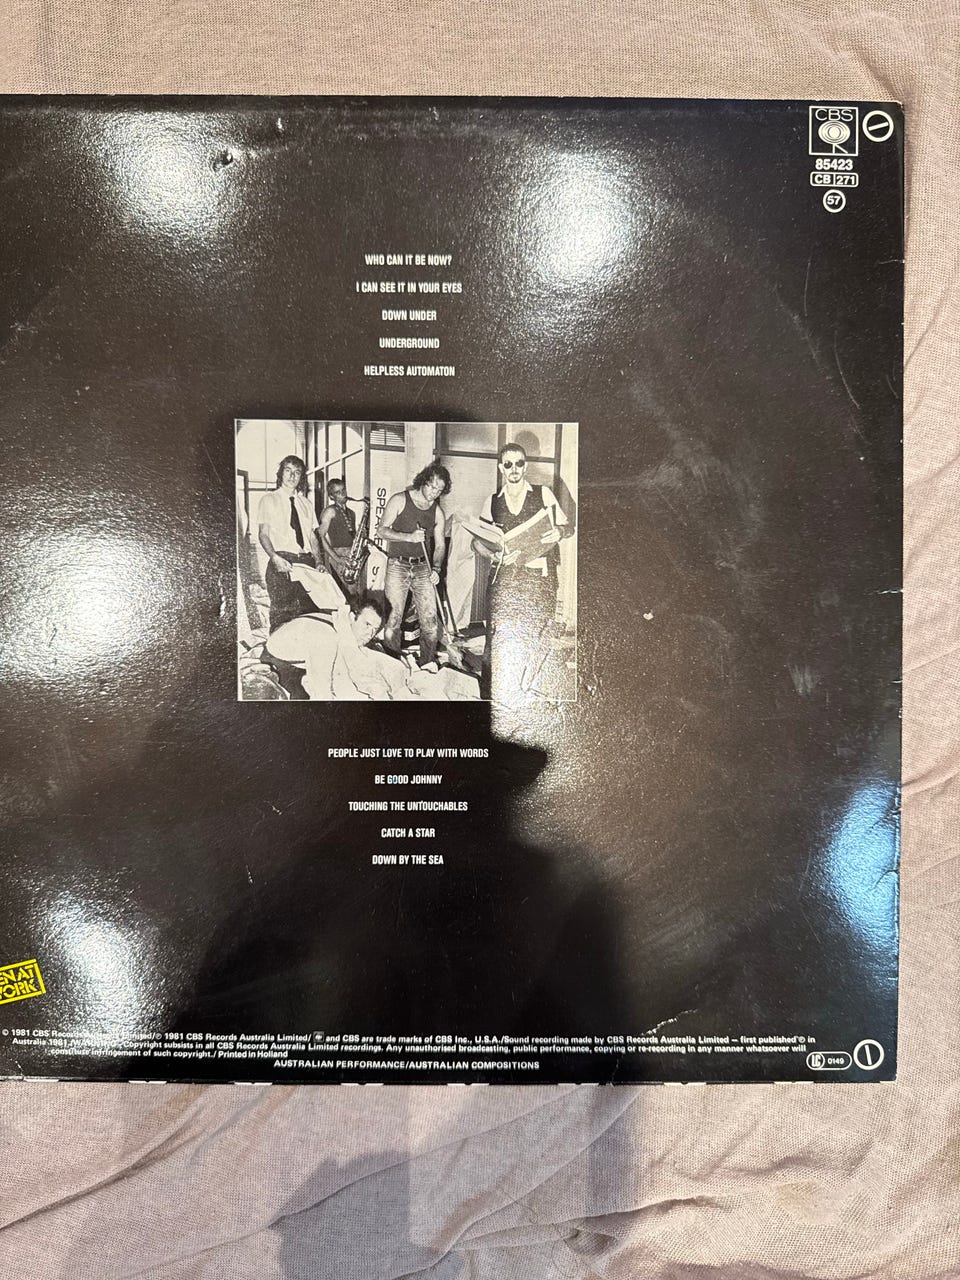 CBS
85423
CB 271
57
WHO CAN IT BE NOW?
I CAN SEE IT IN YOUR EYES
DOWN UNDER
UNDERGROUND
HELPLESS AUTOMATON
PEOPLE JUST LOVE TO PLAY WITH WORDS
BE GOOD JOHNNY
TOUCHING THE UNTOUCHABLES
CATCH A STAR
DOWN BY THE SEA
EN AT
ORK
© 1981 CBS Records Limited/℗ 1981 CBS Records Australia Limited/ and CBS are trade marks of CBS Inc., U.S.A./Sound recording made by CBS Records Australia Limited – first published ℗ in
Australia 1981 Copyright subsists in all CBS Records Australia Limited recordings. Any unauthorised broadcasting, public performance, copying or re-recording in any manner whatsoever will
constitute infringement of such copyright./ Printed in Holland
AUSTRALIAN PERFORMANCE/AUSTRALIAN COMPOSITIONS
LC 0149